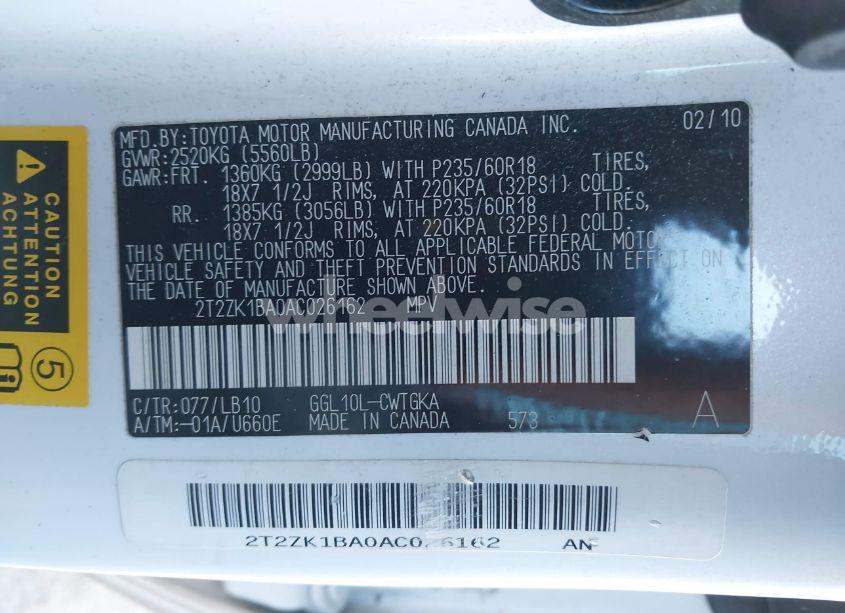 MFD.BY:TOYOTA MOTOR MANUFACTURING CANADA INC. 02/10
GVWR:2520KG (5560LB)
GAWR:FRT. 1360KG (2999LB) WITH P235/60R18 TIRES,
18X7 1/2J RIMS, AT 220KPA (32PSI) COLD.
RR. 1385KG (3056LB) WITH P235/60R18 TIRES,
18X7 1/2J RIMS, AT 220KPA (32PSI) COLD.
THIS VEHICLE CONFORMS TO ALL APPLICABLE FEDERAL MOTOR
VEHICLE SAFETY AND THEFT PREVENTION STANDARDS IN EFFECT ON
THE DATE OF MANUFACTURE SHOWN ABOVE.
2T2ZK1BA0AC026162 MPV
wheelwise
C/TR:077/LB10 GGL10L-CWTGKA
A/TM:-01A/U660E MADE IN CANADA 573 A
CAUTION
ATTENTION
ACHTUNG
5
2T2ZK1BA0AC0 6162 AN